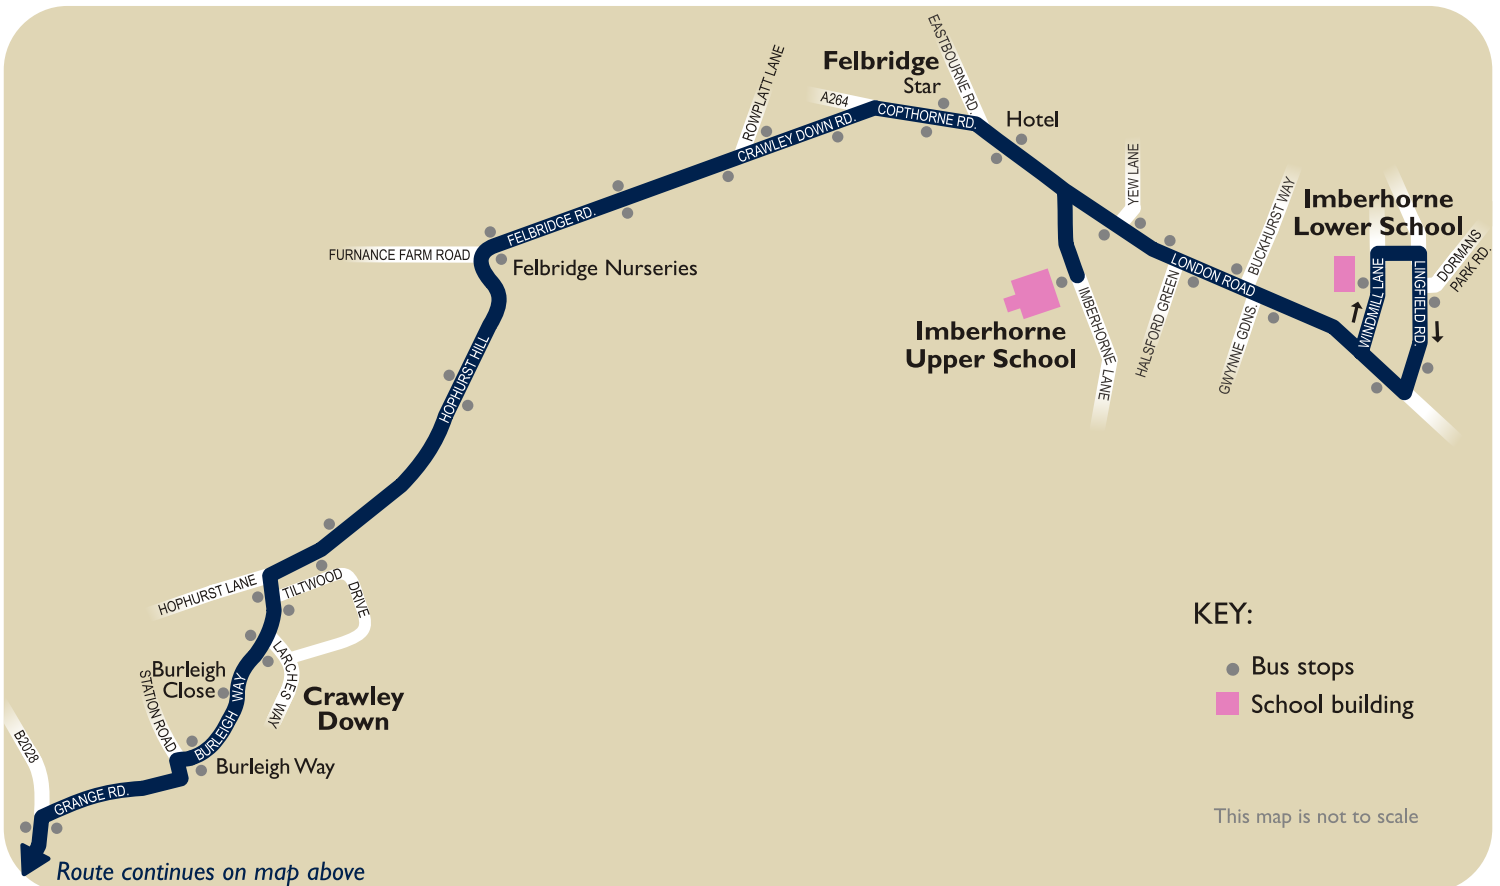 EASTBOURNE RD.
Felbridge
Star
ROWPLATT LANE
A264
COPTHORNE RD.
Hotel
CRAWLEY DOWN RD.
YEW LANE
BUCKHURST WAY
Imberhorne
Lower School
FELBRIDGE RD.
FURNANCE FARM ROAD
Felbridge Nurseries
LONDON ROAD
DORMANS
PARK RD.
WINDMILL LANE
LINGFIELD RD.
IMBERHORNE LANE
HALSFORD GREEN
GWYNNE GDNS.
Imberhorne
Upper School
HOPHURST HILL
HOPHURST LANE
TILTWOOD DRIVE
LARCHES WAY
Burleigh
Close
STATION ROAD
BURLEIGH WAY
Crawley
Down
B2028
Burleigh Way
GRANGE RD.
KEY:
Bus stops
School building
This map is not to scale
Route continues on map above